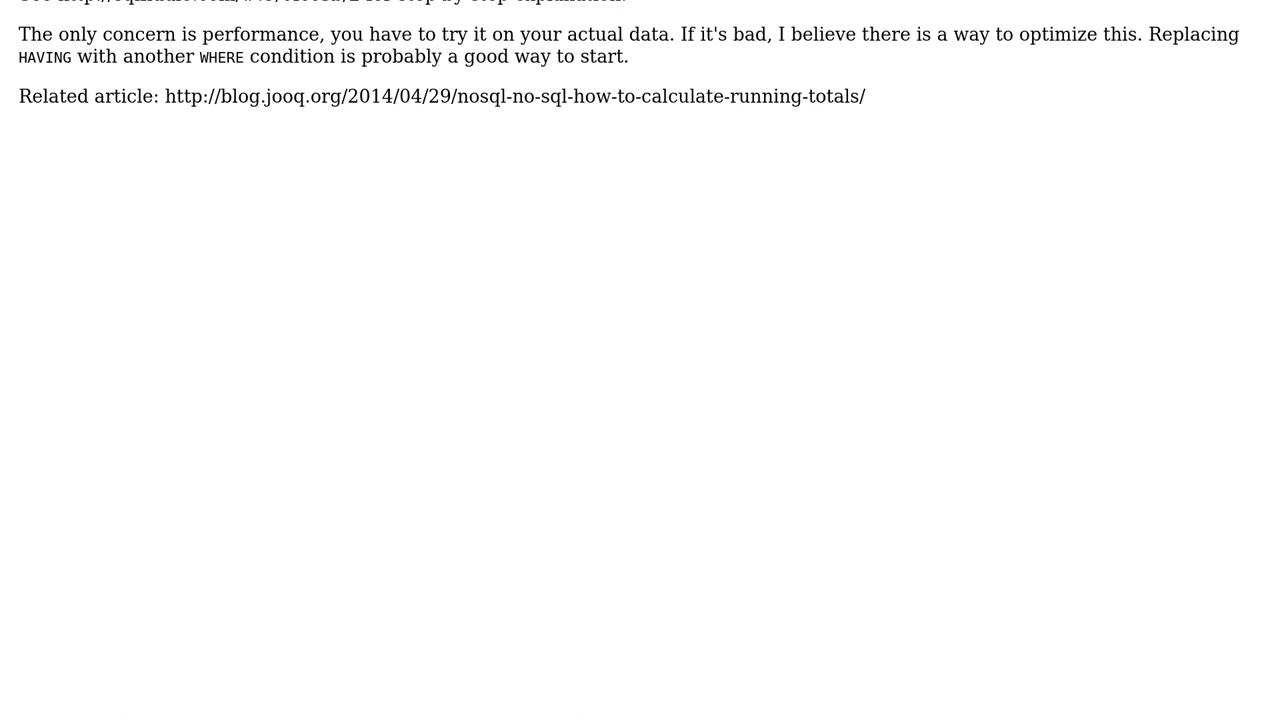 The only concern is performance, you have to try it on your actual data. If it's bad, I believe there is a way to optimize this. Replacing
HAVING with another WHERE condition is probably a good way to start.
Related article: http://blog.jooq.org/2014/04/29/nosql-no-sql-how-to-calculate-running-totals/